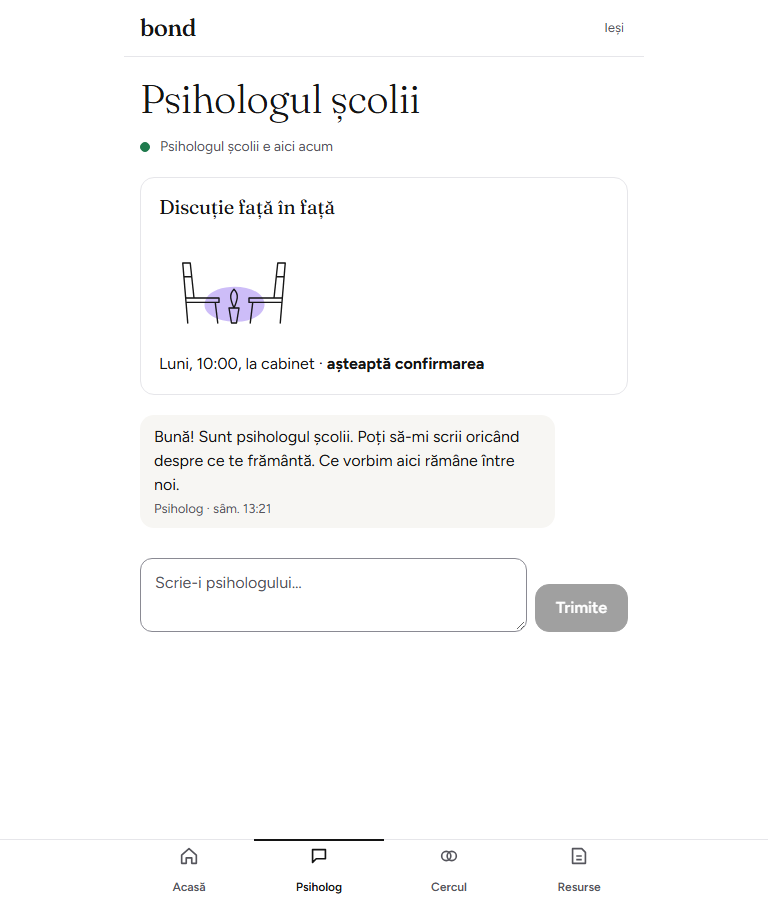 bond
Ieși
Psihologul școlii
Psihologul școlii e aici acum
Discuție față în față
Luni, 10:00, la cabinet · așteaptă confirmarea
Bună! Sunt psihologul școlii. Poți să-mi scrii oricând
despre ce te frământă. Ce vorbim aici rămâne între
noi.
Psiholog · sâm. 13:21
Scrie-i psihologului...
Trimite
Acasă
Psiholog
Cercul
Resurse